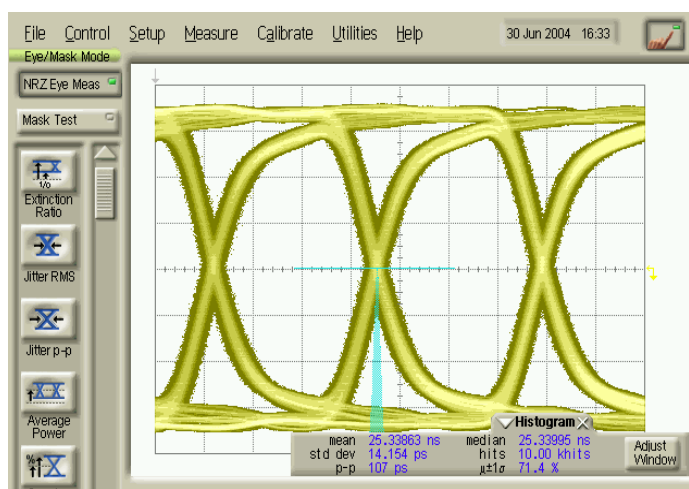 File Control Setup Measure Calibrate Utilities Help 30 Jun 2004 16:33
Eye/Mask Mode
NRZ Eye Meas
Mask Test
1/0
Extinction
Ratio
Jitter RMS
Jitter p-p
Average
Power
%
Histogram
mean 25.33863 ns median 25.33995 ns
std dev 14.154 ps hits 10.00 khits
p-p 107 ps μ±1σ 71.4 %
Adjust
Window